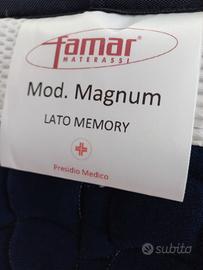 famar
MATERASSI
Mod. Magnum
LATO MEMORY
Presidio Medico
subito